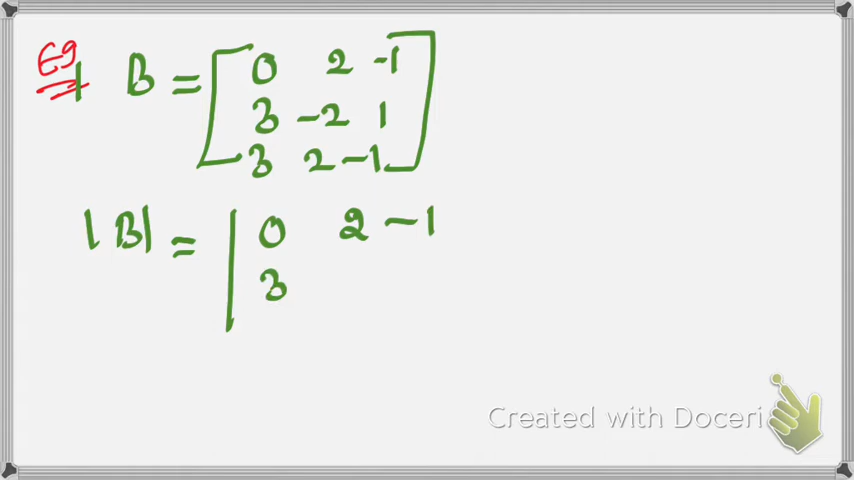 Eg B = [ 0 2 -1
3 -2 1
3 2 -1 ]
|B| = | 0 2 -1
3
Created with Doceri